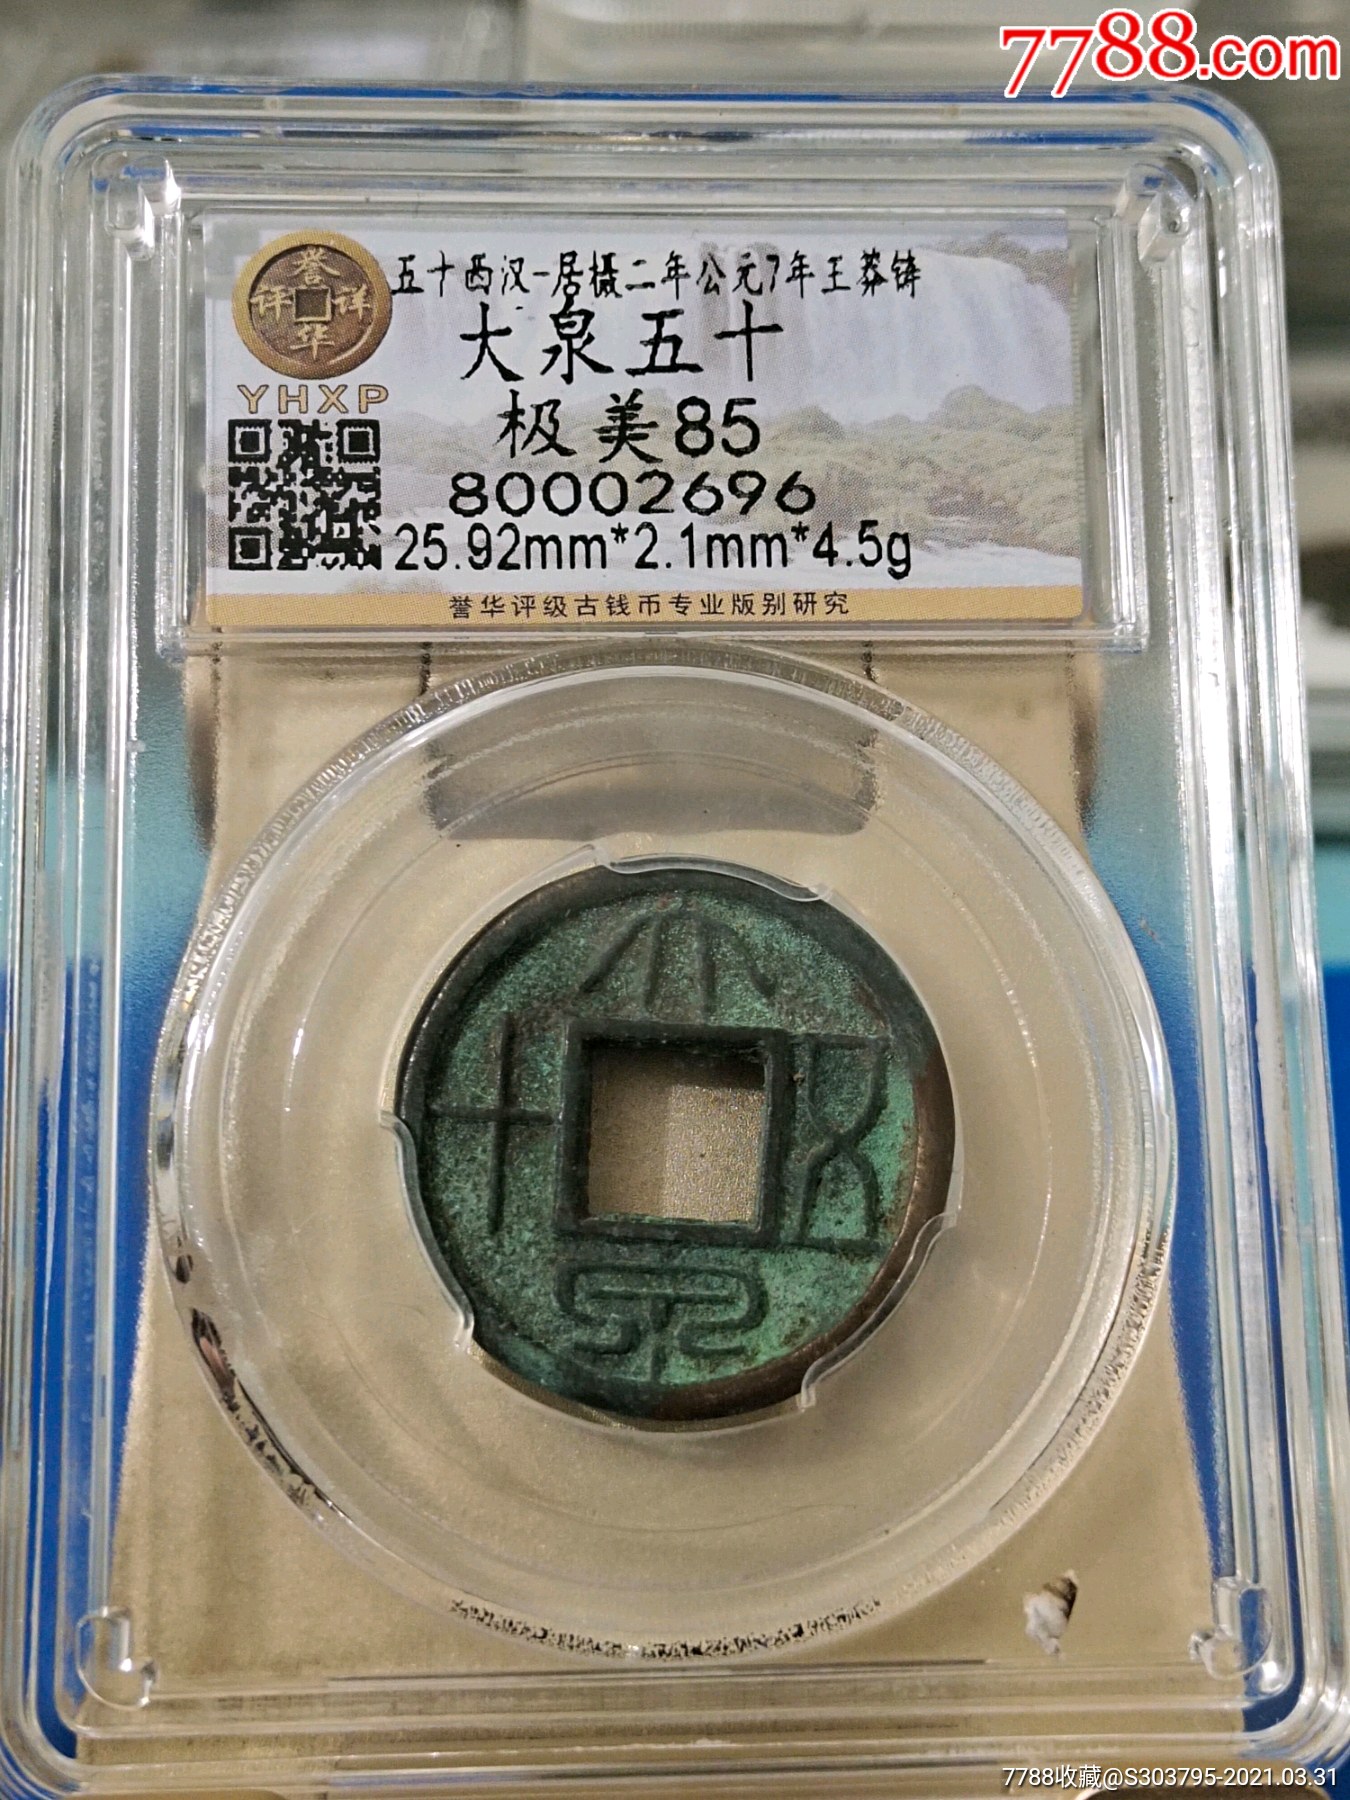 7788.com
誉
评 详
华
YHXP
五十西汉-居摄二年公元7年王莽铸
大泉五十
极美85
80002696
25.92mm*2.1mm*4.5g
誉华评级古钱币专业版别研究
大
十 五
泉
7788收藏@S303795-2021.03.31